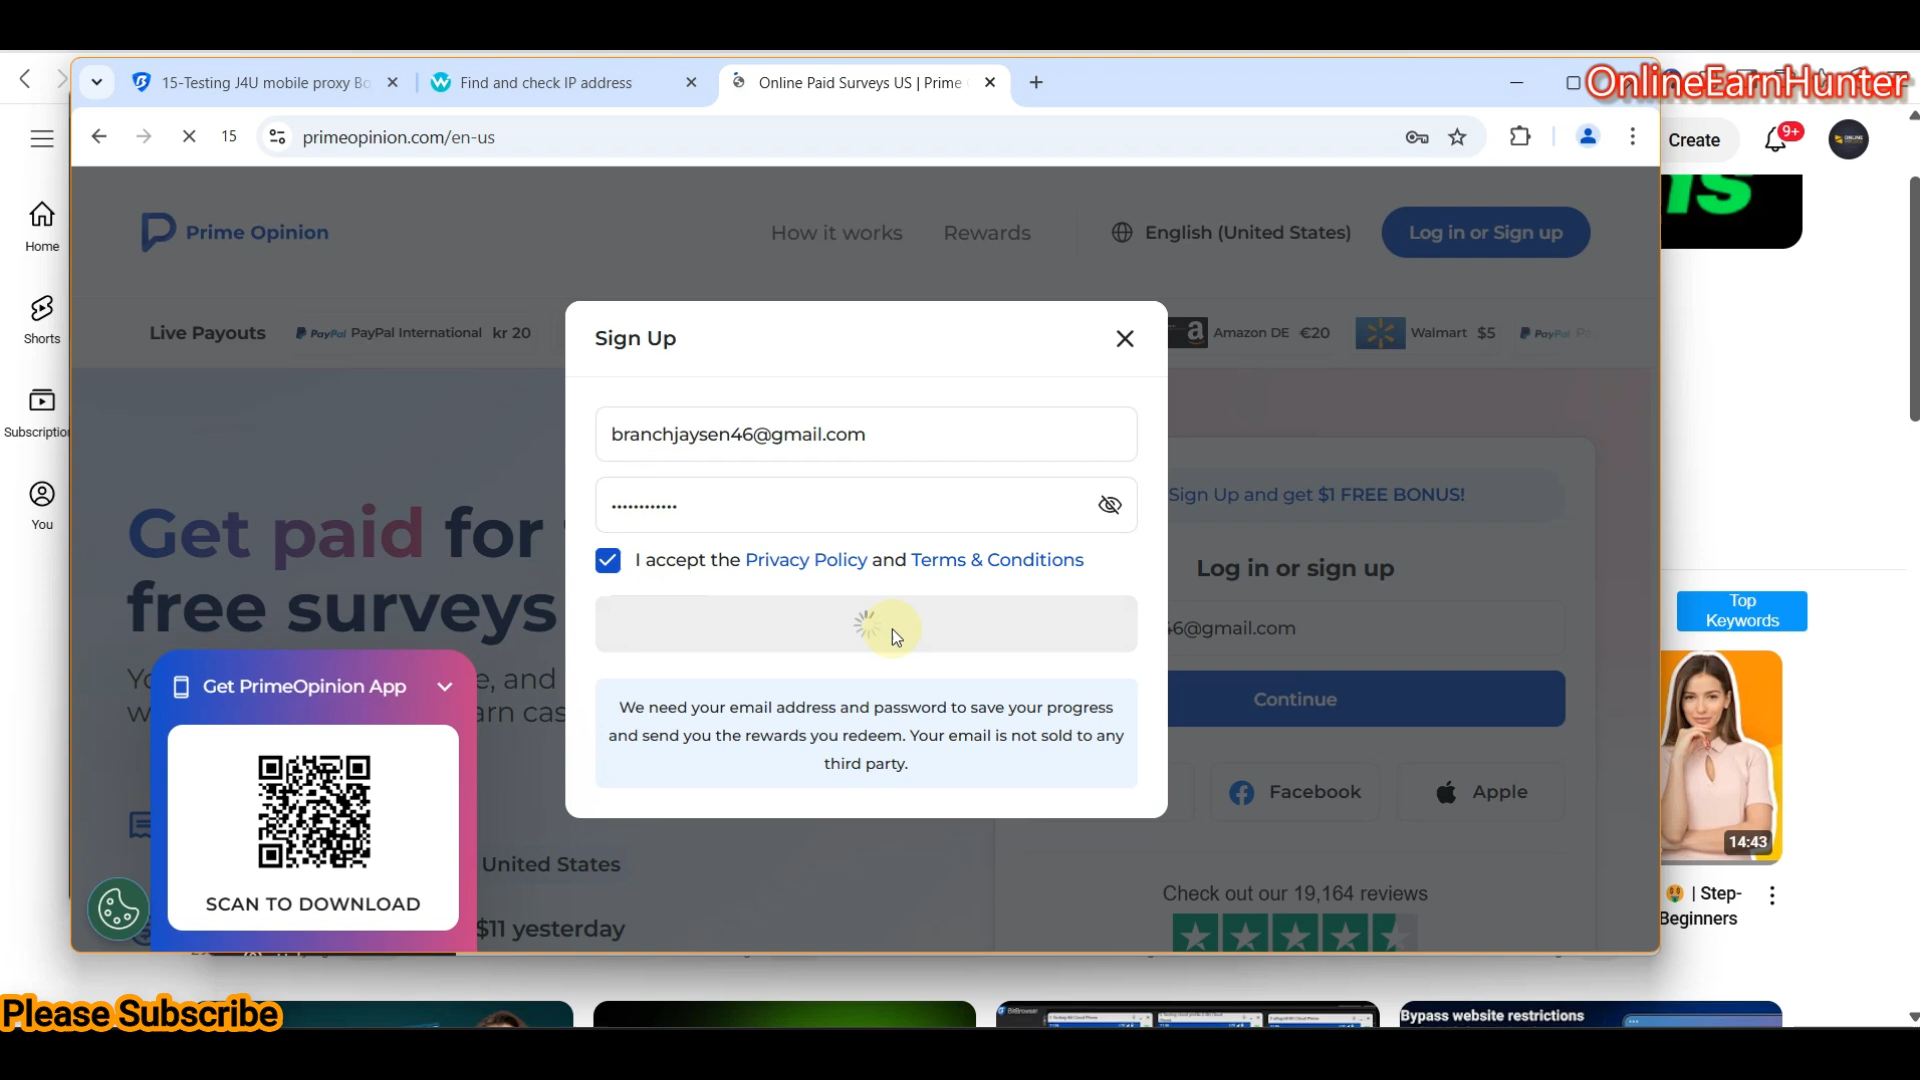 15-Testing J4U mobile proxy Bo
Find and check IP address
Online Paid Surveys US | Prime
OnlineEarnHunter
15
primeopinion.com/en-us
Create
9+
Home
Shorts
Subscription
You
Prime Opinion
How it works
Rewards
English (United States)
Log in or Sign up
Live Payouts
PayPal
PayPal International kr 20
Amazon DE €20
Walmart $5
PayPal
Sign Up
branchjaysen46@gmail.com
••••••••••••
I accept the Privacy Policy and Terms & Conditions
We need your email address and password to save your progress
and send you the rewards you redeem. Your email is not sold to any
third party.
Get paid for
free surveys
Sign Up and get $1 FREE BONUS!
Log in or sign up
46@gmail.com
Continue
Facebook
Apple
Check out our 19,164 reviews
Get PrimeOpinion App
SCAN TO DOWNLOAD
United States
$11 yesterday
Top
Keywords
14:43
| Step-
Beginners
Please Subscribe
BitBrowser
Bypass website restrictions